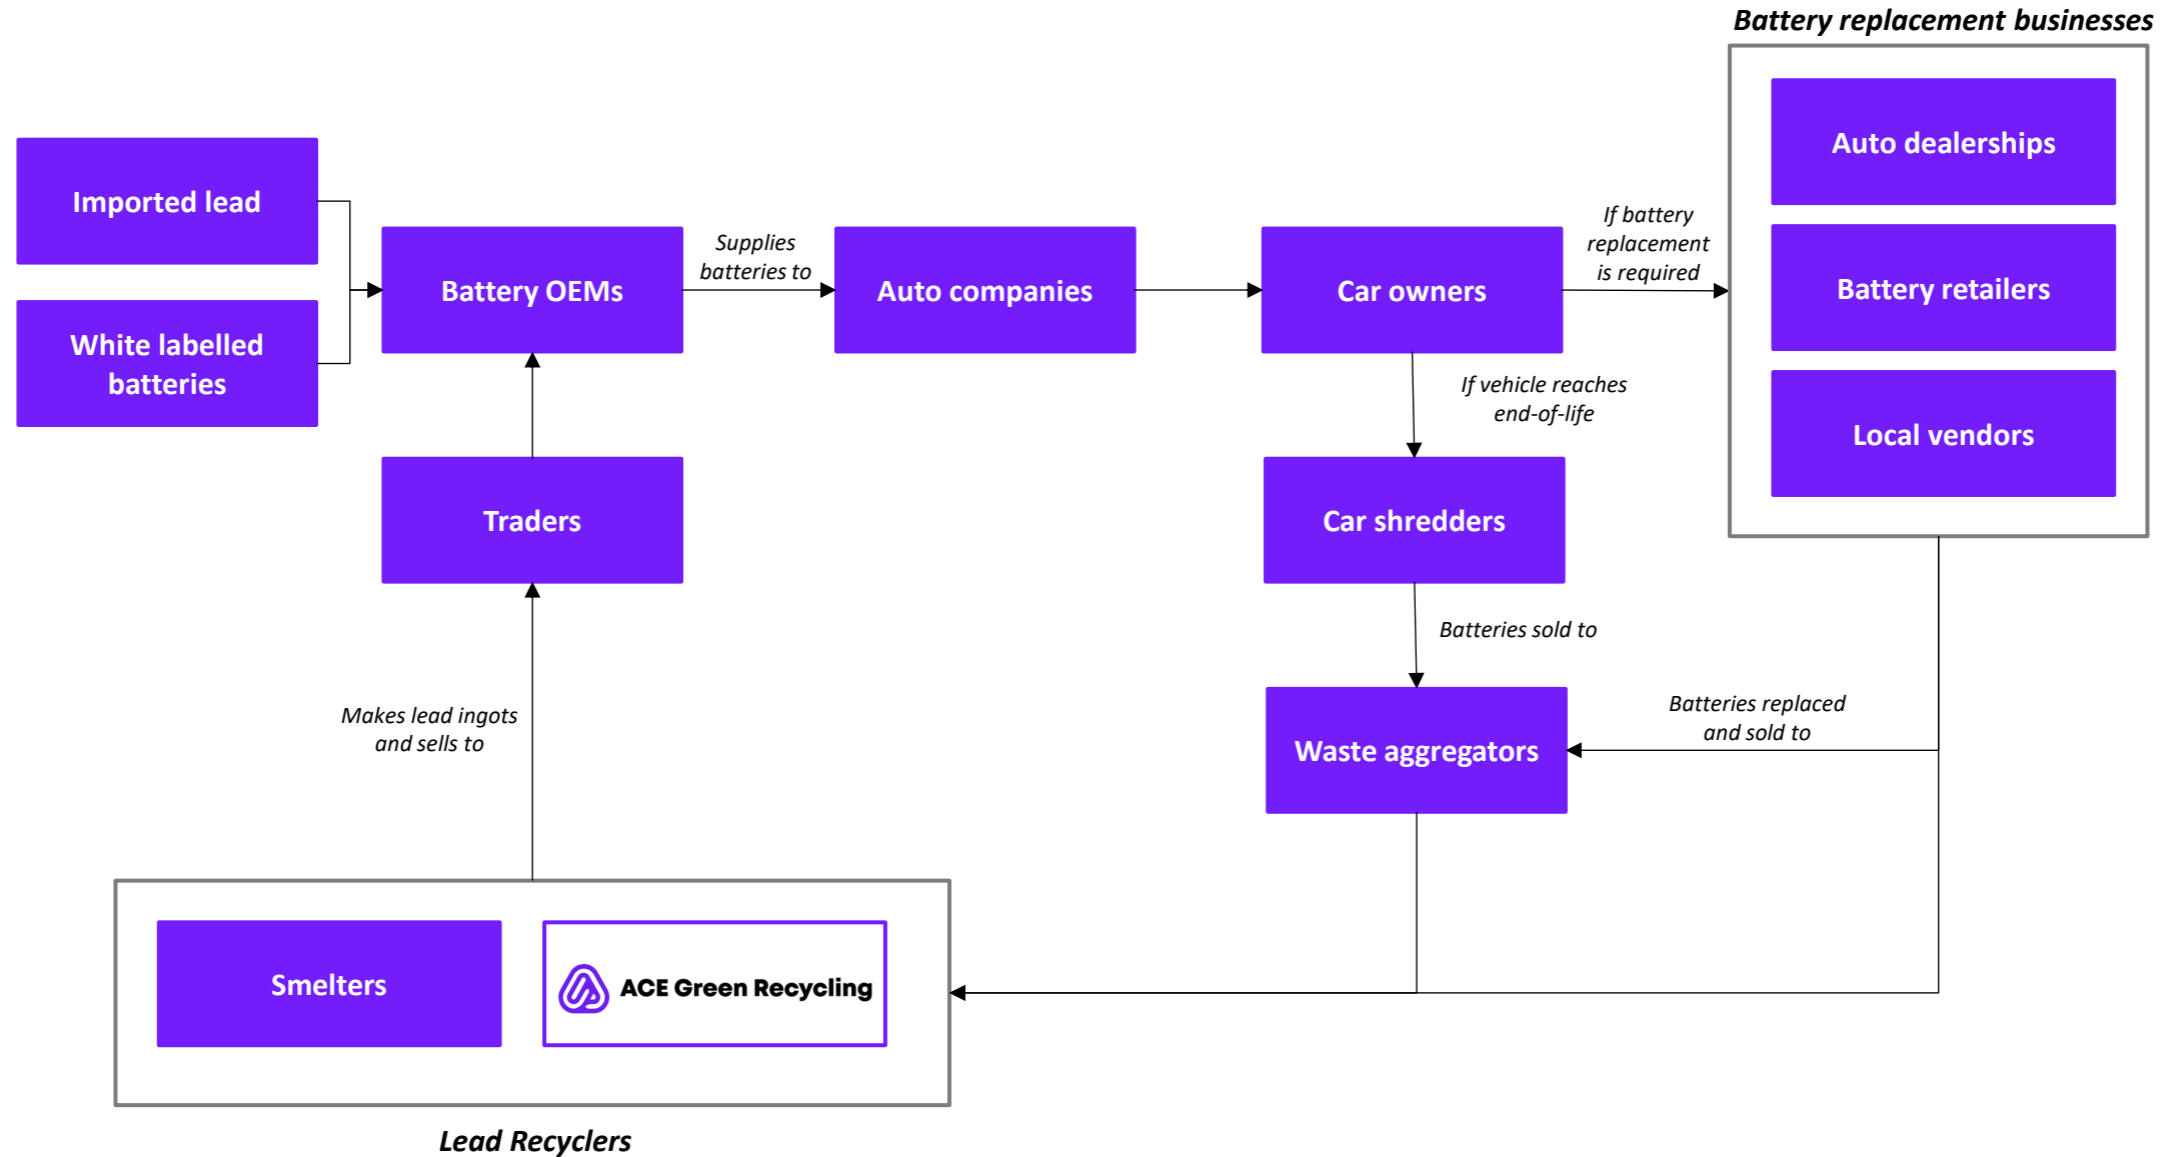 Battery replacement businesses
Auto dealerships
Imported lead
If battery
replacement
is required
Supplies
batteries to
Battery OEMs
Auto companies
Car owners
Battery retailers
White labelled
batteries
If vehicle reaches
end-of-life
Local vendors
Traders
Car shredders
Batteries sold to
Makes lead ingots
and sells to
Batteries replaced
and sold to
Waste aggregators
Smelters
ACE Green Recycling
Lead Recyclers